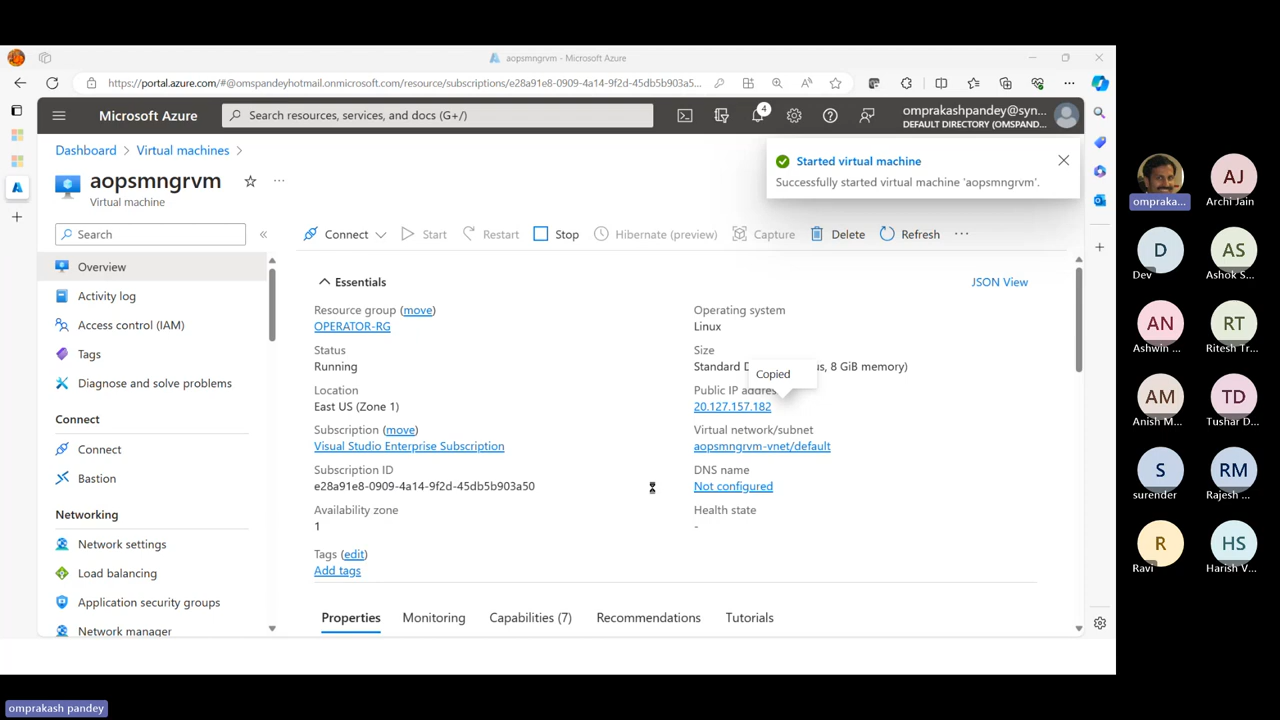 aopsmngrvm - Microsoft Azure
https://portal.azure.com/#@omspandeyhotmail.onmicrosoft.com/resource/subscriptions/e28a91e8-0909-4a14-9f2d-45db5b903a5...
Microsoft Azure
Search resources, services, and docs (G+/)
4
omprakashpandey@syn...
DEFAULT DIRECTORY (OMSPAND...
Dashboard > Virtual machines >
aopsmngrvm
Virtual machine
Started virtual machine
Successfully started virtual machine 'aopsmngrvm'.
Search
Connect Start Restart Stop Hibernate (preview) Capture Delete Refresh ...
Overview
Activity log
Access control (IAM)
Tags
Diagnose and solve problems
Connect
Connect
Bastion
Networking
Network settings
Load balancing
Application security groups
Network manager
Essentials
JSON View
Resource group (move)
OPERATOR-RG
Status
Running
Location
East US (Zone 1)
Subscription (move)
Visual Studio Enterprise Subscription
Subscription ID
e28a91e8-0909-4a14-9f2d-45db5b903a50
Availability zone
1
Tags (edit)
Add tags
Operating system
Linux
Size
Standard 8 GiB memory)
Copied
Public IP
20.127.157.182
Virtual network/subnet
aopsmngrvm-vnet/default
DNS name
Not configured
Health state
-
Properties Monitoring Capabilities (7) Recommendations Tutorials
ompraka...
AJ
Archi Jain
D
Dev
AS
Ashok S...
AN
Ashwin ...
RT
Ritesh Tr...
AM
Anish M...
TD
Tushar D...
S
surender
RM
Rajesh ...
R
Ravi
HS
Harish V...
omprakash pandey